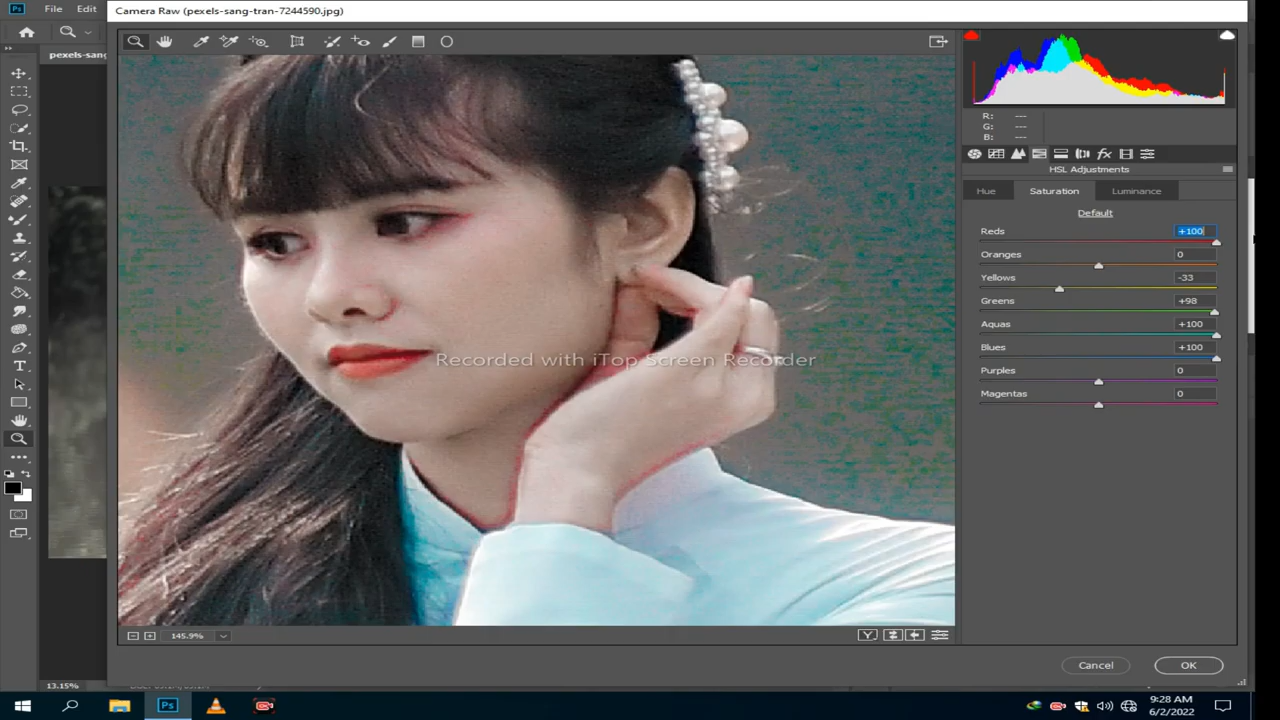 Camera Raw (pexels-sang-tran-7244590.jpg)
Ps File Edit
pexels-sang
R: ---
G: ---
B: ---
HSL Adjustments
Hue Saturation Luminance
Default
Reds +100
Oranges 0
Yellows -33
Greens +98
Aquas +100
Blues +100
Purples 0
Magentas 0
Recorded with iTop Screen Recorder
145.9%
Cancel OK
13.15%
Ps
9:28 AM
6/2/2022